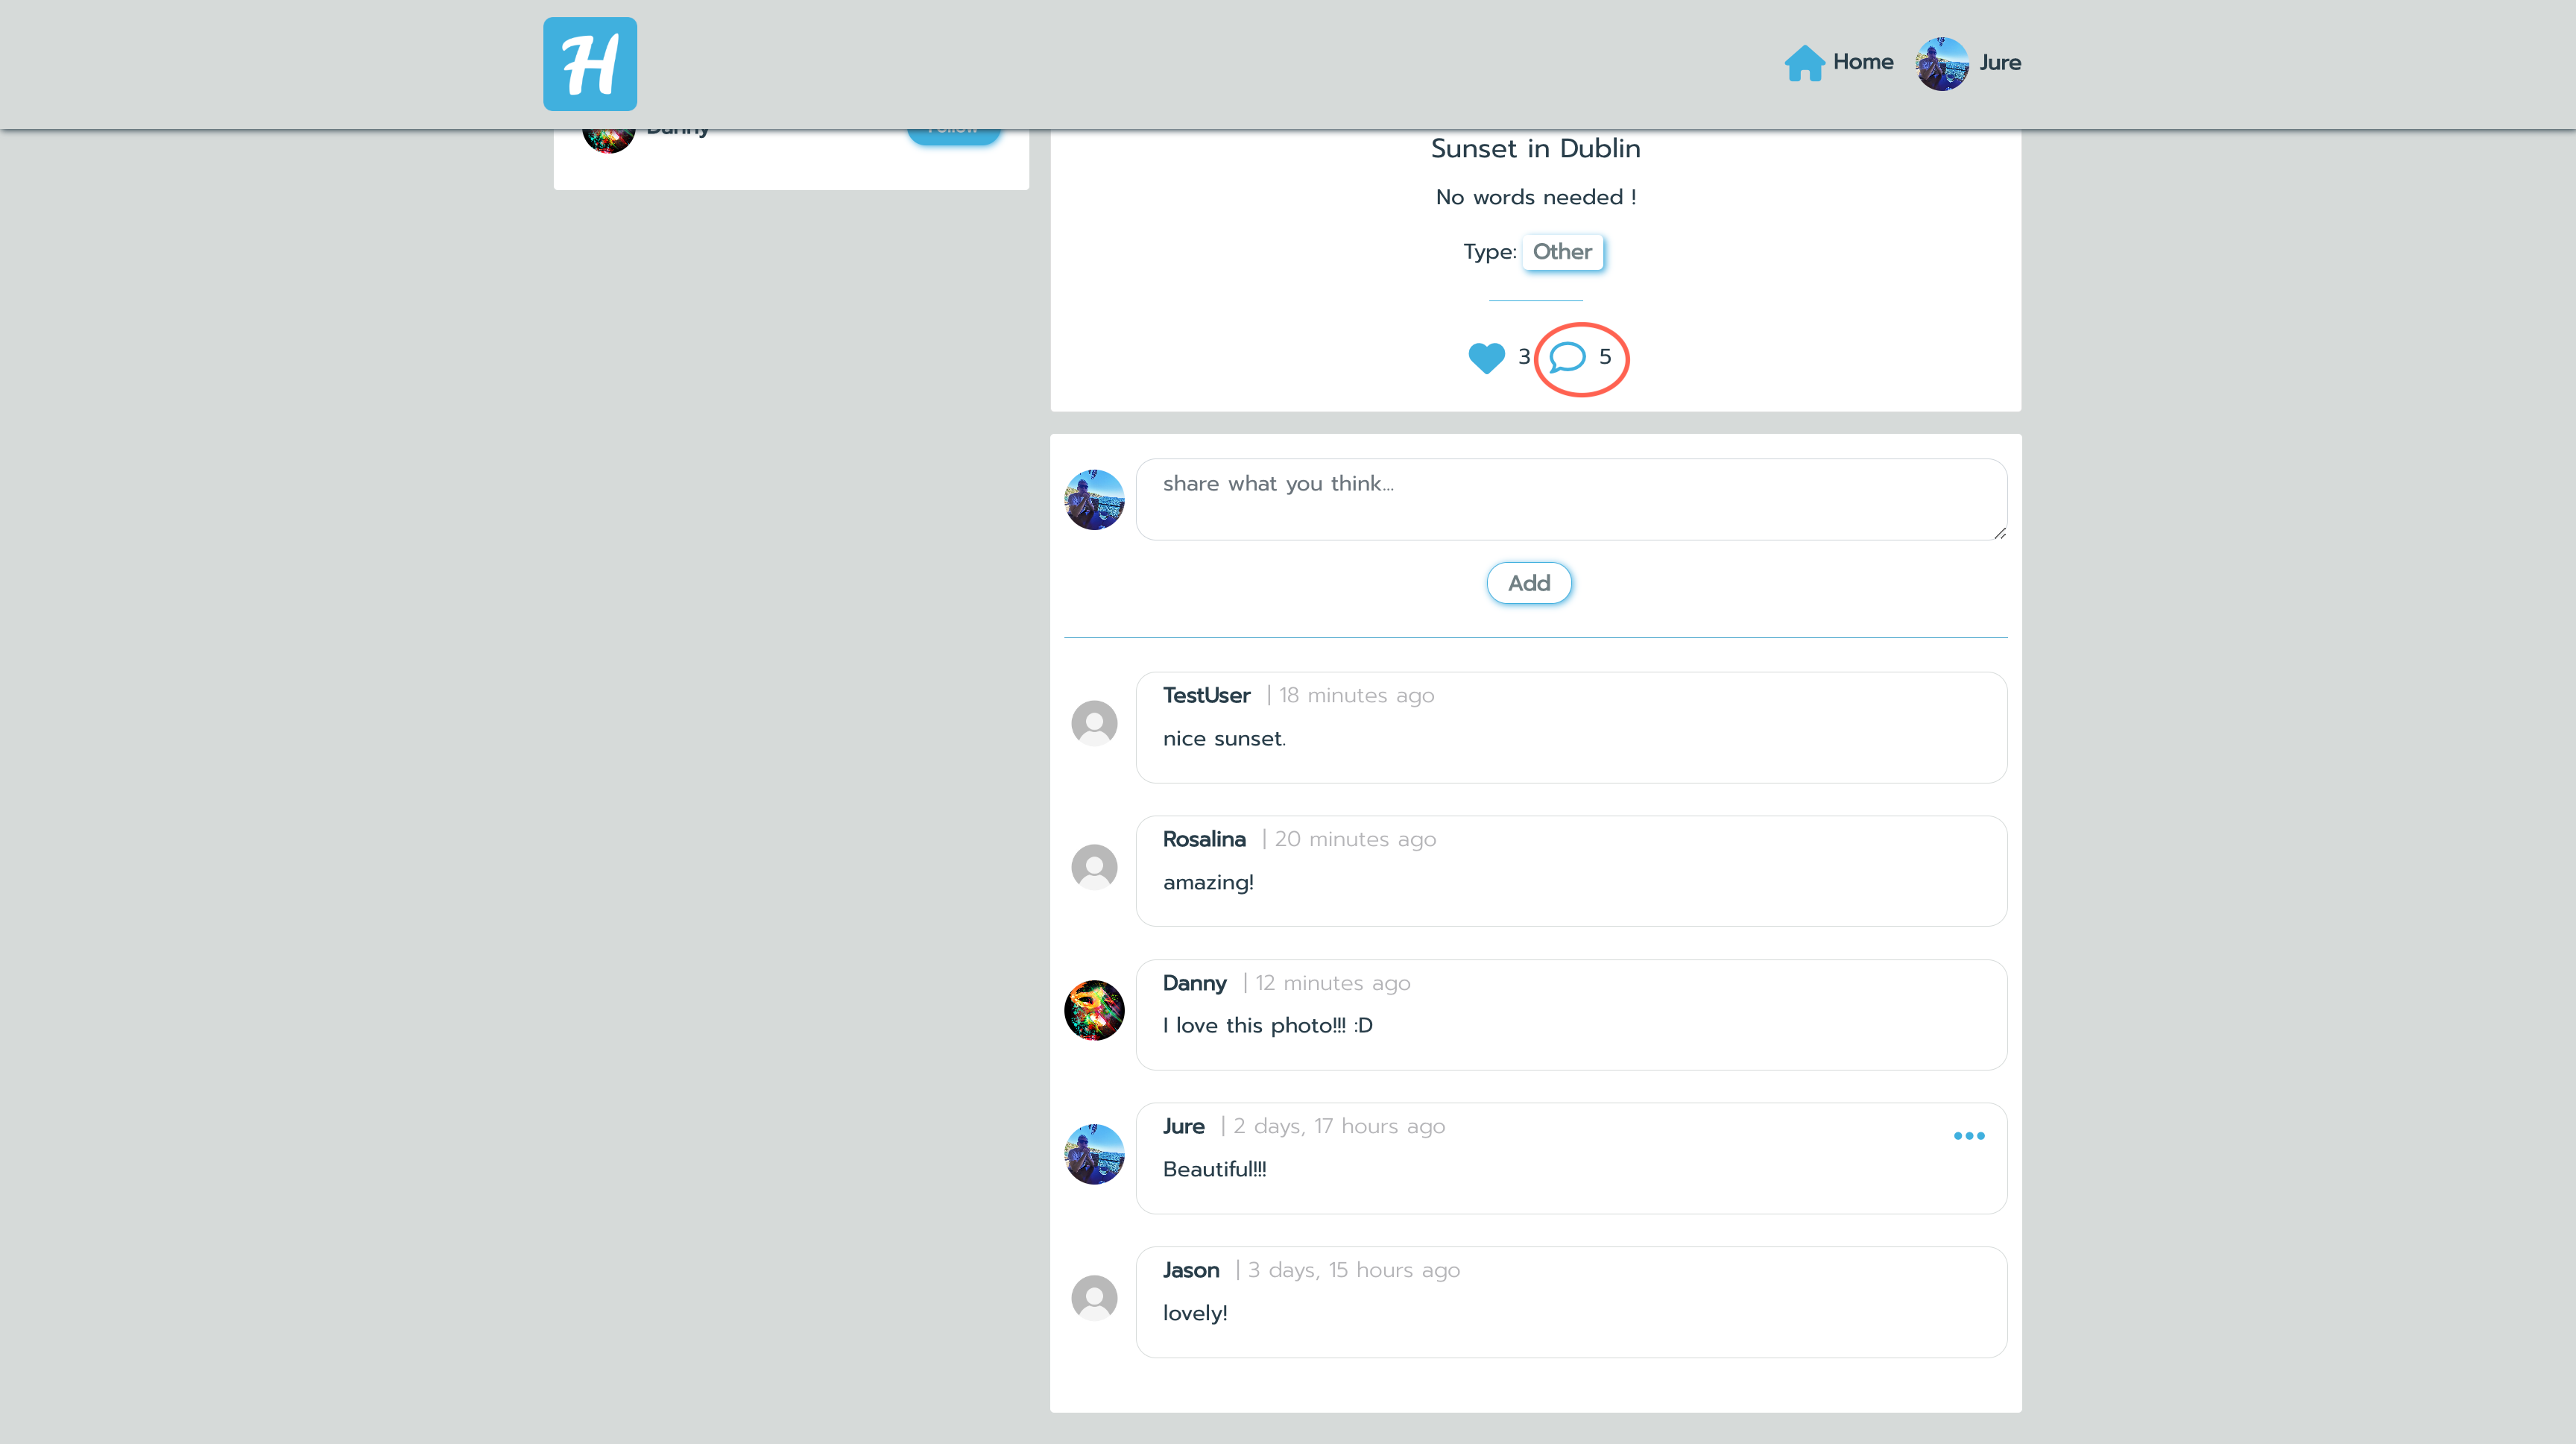 H
Home
Jure
Danny
Follow
Sunset in Dublin
No words needed !
Type: Other
3
5
share what you think...
Add
TestUser | 18 minutes ago
nice sunset.
Rosalina | 20 minutes ago
amazing!
Danny | 12 minutes ago
I love this photo!!! :D
Jure | 2 days, 17 hours ago
Beautiful!!!
Jason | 3 days, 15 hours ago
lovely!